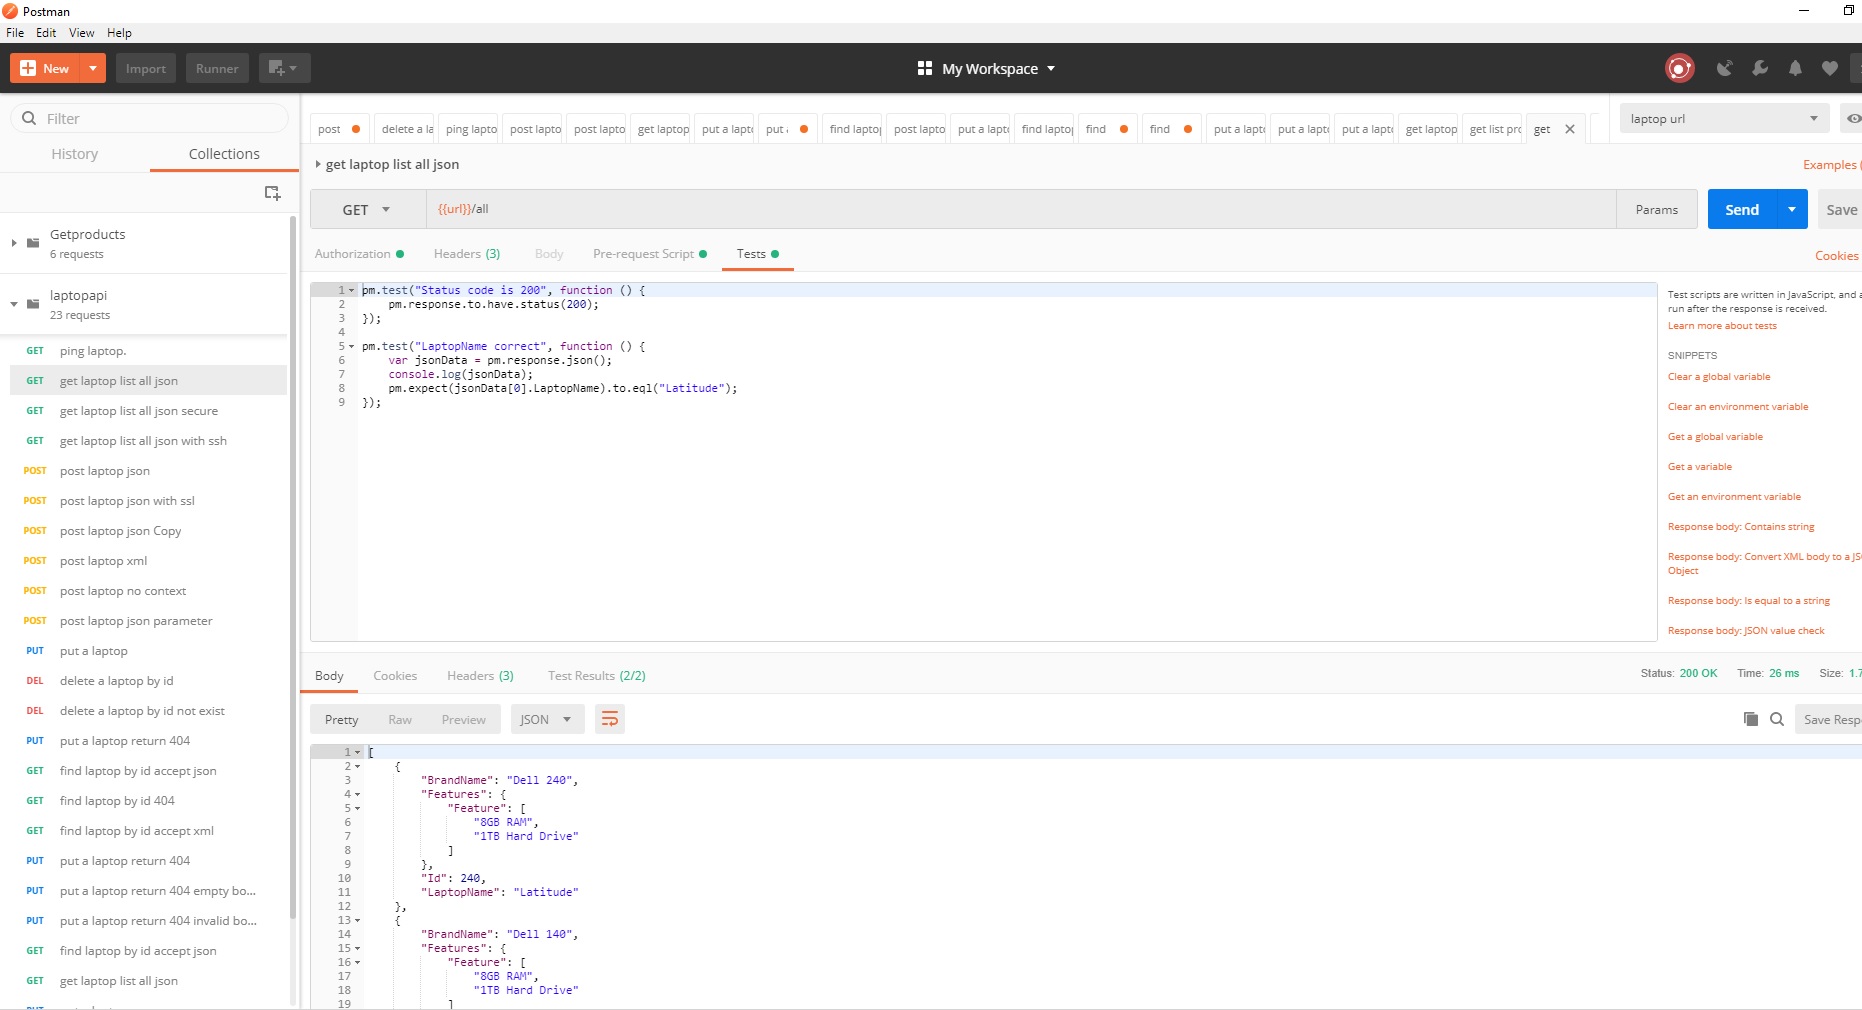 Postman
File Edit View Help
New Import Runner My Workspace
Filter
History Collections
Getproducts
6 requests
laptopapi
23 requests
GET ping laptop.
GET get laptop list all json
GET get laptop list all json secure
GET get laptop list all json with ssh
POST post laptop json
POST post laptop json with ssl
POST post laptop json Copy
POST post laptop xml
POST post laptop no context
POST post laptop json parameter
PUT put a laptop
DEL delete a laptop by id
DEL delete a laptop by id not exist
PUT put a laptop return 404
GET find laptop by id accept json
GET find laptop by id 404
GET find laptop by id accept xml
PUT put a laptop return 404
PUT put a laptop return 404 empty bo...
PUT put a laptop return 404 invalid bo...
GET find laptop by id accept json
GET get laptop list all json
post delete a la ping lapto post lapto post lapto get laptop put a lapt put find laptop post lapto put a lapt find laptop find find put a lapt put a lapt put a lapt get laptop get list pro get
laptop url
get laptop list all json
Examples (
GET {{url}}/all Params Send Save
Authorization Headers (3) Body Pre-request Script Tests Cookies
1 pm.test("Status code is 200", function () {
2 pm.response.to.have.status(200);
3 });
4
5 pm.test("LaptopName correct", function () {
6 var jsonData = pm.response.json();
7 console.log(jsonData);
8 pm.expect(jsonData[0].LaptopName).to.eql("Latitude");
9 });
Test scripts are written in JavaScript, and a
run after the response is received.
Learn more about tests
SNIPPETS
Clear a global variable
Clear an environment variable
Get a global variable
Get a variable
Get an environment variable
Response body: Contains string
Response body: Convert XML body to a JS
Object
Response body: Is equal to a string
Response body: JSON value check
Body Cookies Headers (3) Test Results (2/2) Status: 200 OK Time: 26 ms Size: 1.7
Pretty Raw Preview JSON Save Resp
1 [
2 {
3 "BrandName": "Dell 240",
4 "Features": {
5 "Feature": [
6 "8GB RAM",
7 "1TB Hard Drive"
8 ]
9 },
10 "Id": 240,
11 "LaptopName": "Latitude"
12 },
13 {
14 "BrandName": "Dell 140",
15 "Features": {
16 "Feature": [
17 "8GB RAM",
18 "1TB Hard Drive"
19 ]